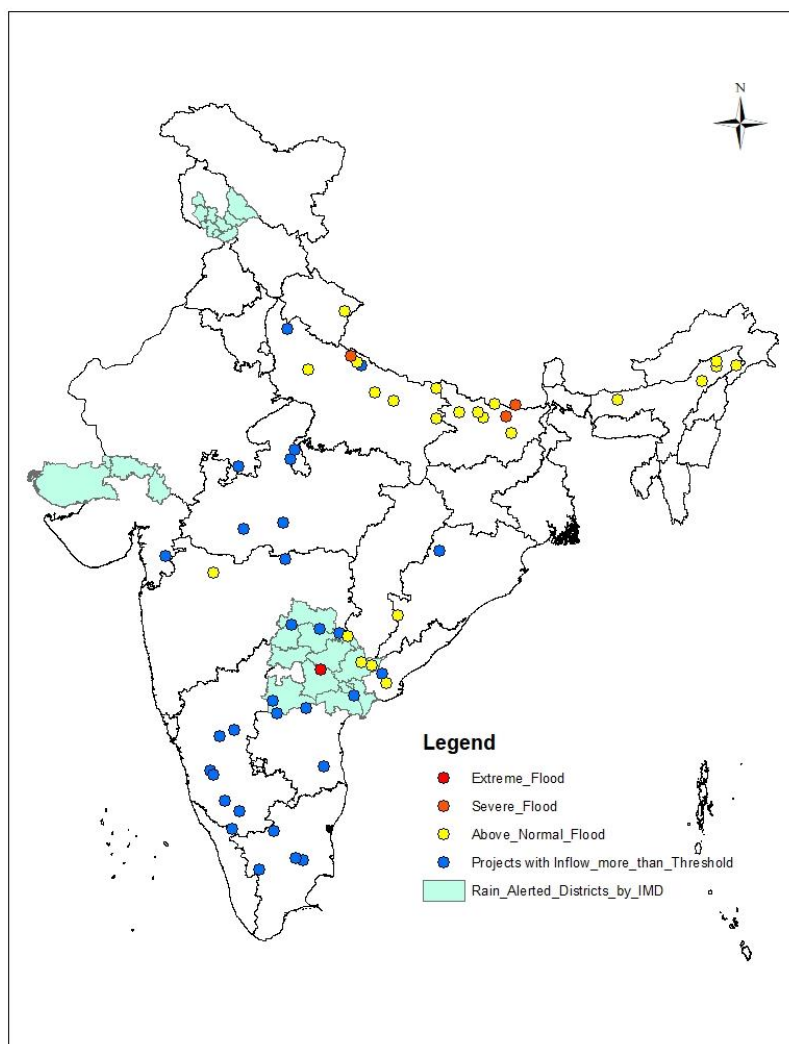 N
Legend
Extreme_Flood
Severe_Flood
Above_Normal_Flood
Projects with Inflow_more_than_Threshold
Rain_Alerted_Districts_by_IMD